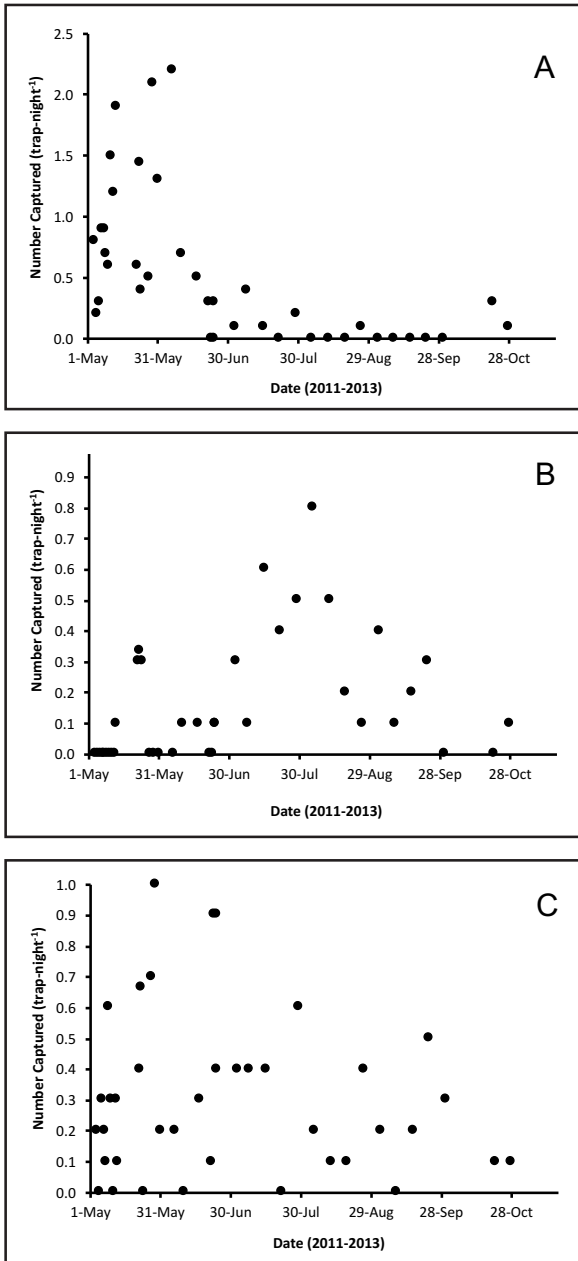 A
2.5
2.0
1.5
1.0
0.5
0.0
Number Captured (trap-night-1)
1-May 31-May 30-Jun 30-Jul 29-Aug 28-Sep 28-Oct
Date (2011-2013)
B
0.9
0.8
0.7
0.6
0.5
0.4
0.3
0.2
0.1
0.0
Number Captured (trap-night-1)
1-May 31-May 30-Jun 30-Jul 29-Aug 28-Sep 28-Oct
Date (2011-2013)
C
1.0
0.9
0.8
0.7
0.6
0.5
0.4
0.3
0.2
0.1
0.0
Number Captured (trap-night-1)
1-May 31-May 30-Jun 30-Jul 29-Aug 28-Sep 28-Oct
Date (2011-2013)